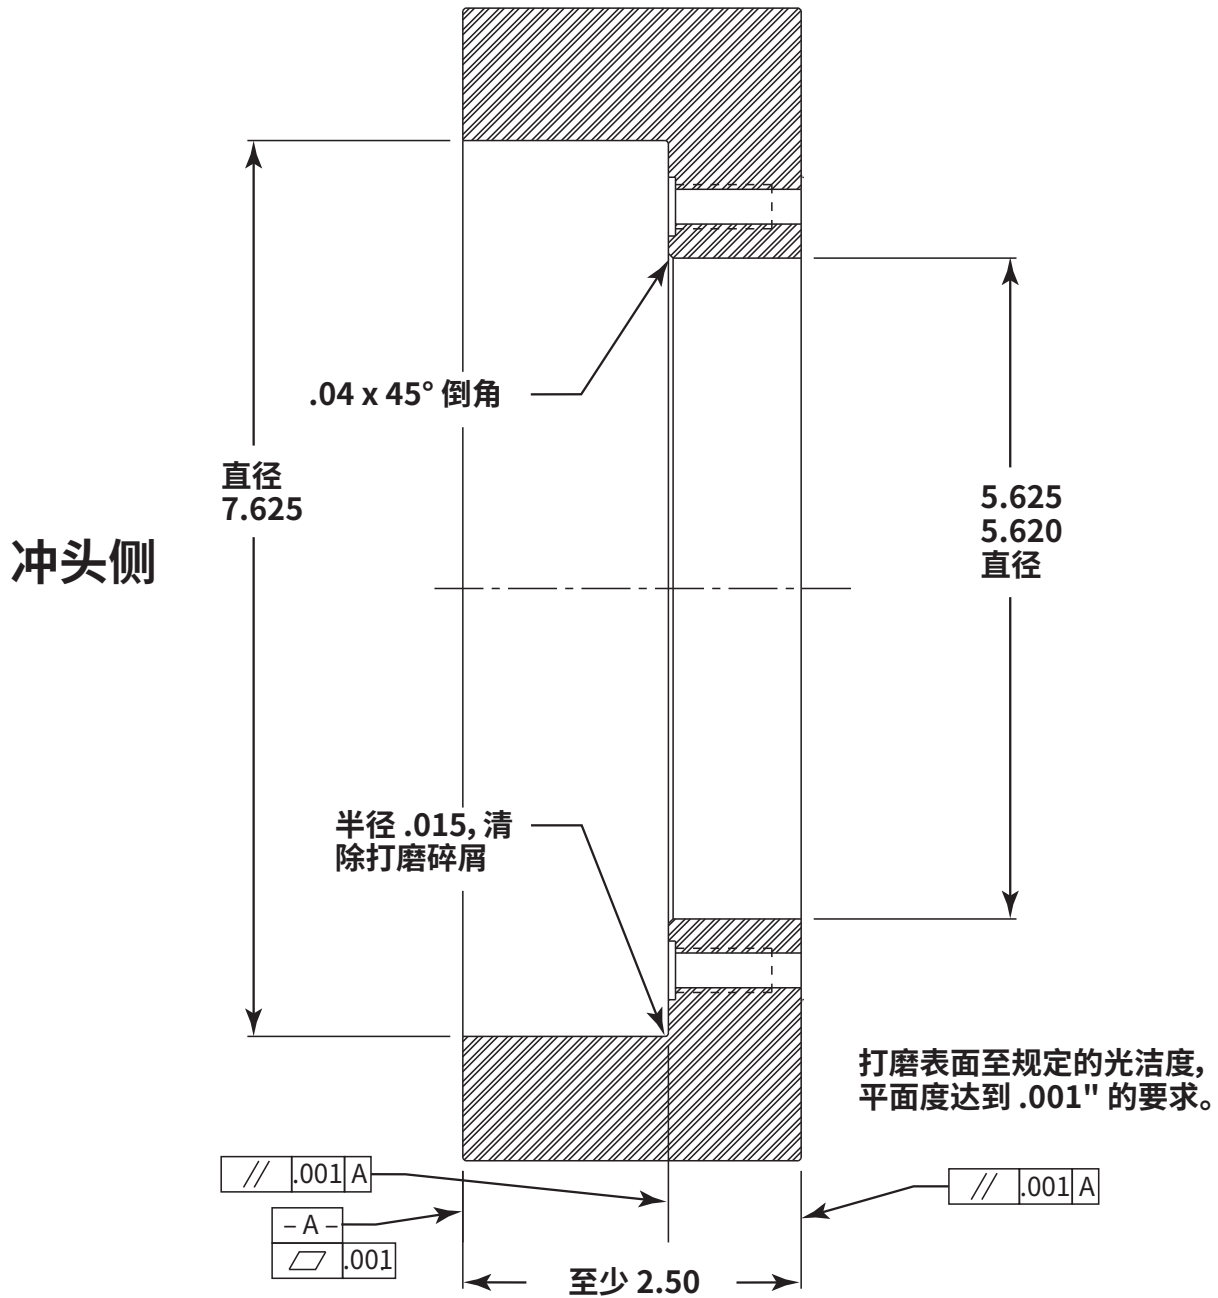 .04 x 45° 倒角
直径
7.625
5.625
5.620
直径
冲头侧
半径 .015，清
除打磨碎屑
打磨表面至规定的光洁度，
平面度达到 .001" 的要求。
// .001 A
// .001 A
– A –
▱ .001
至少 2.50